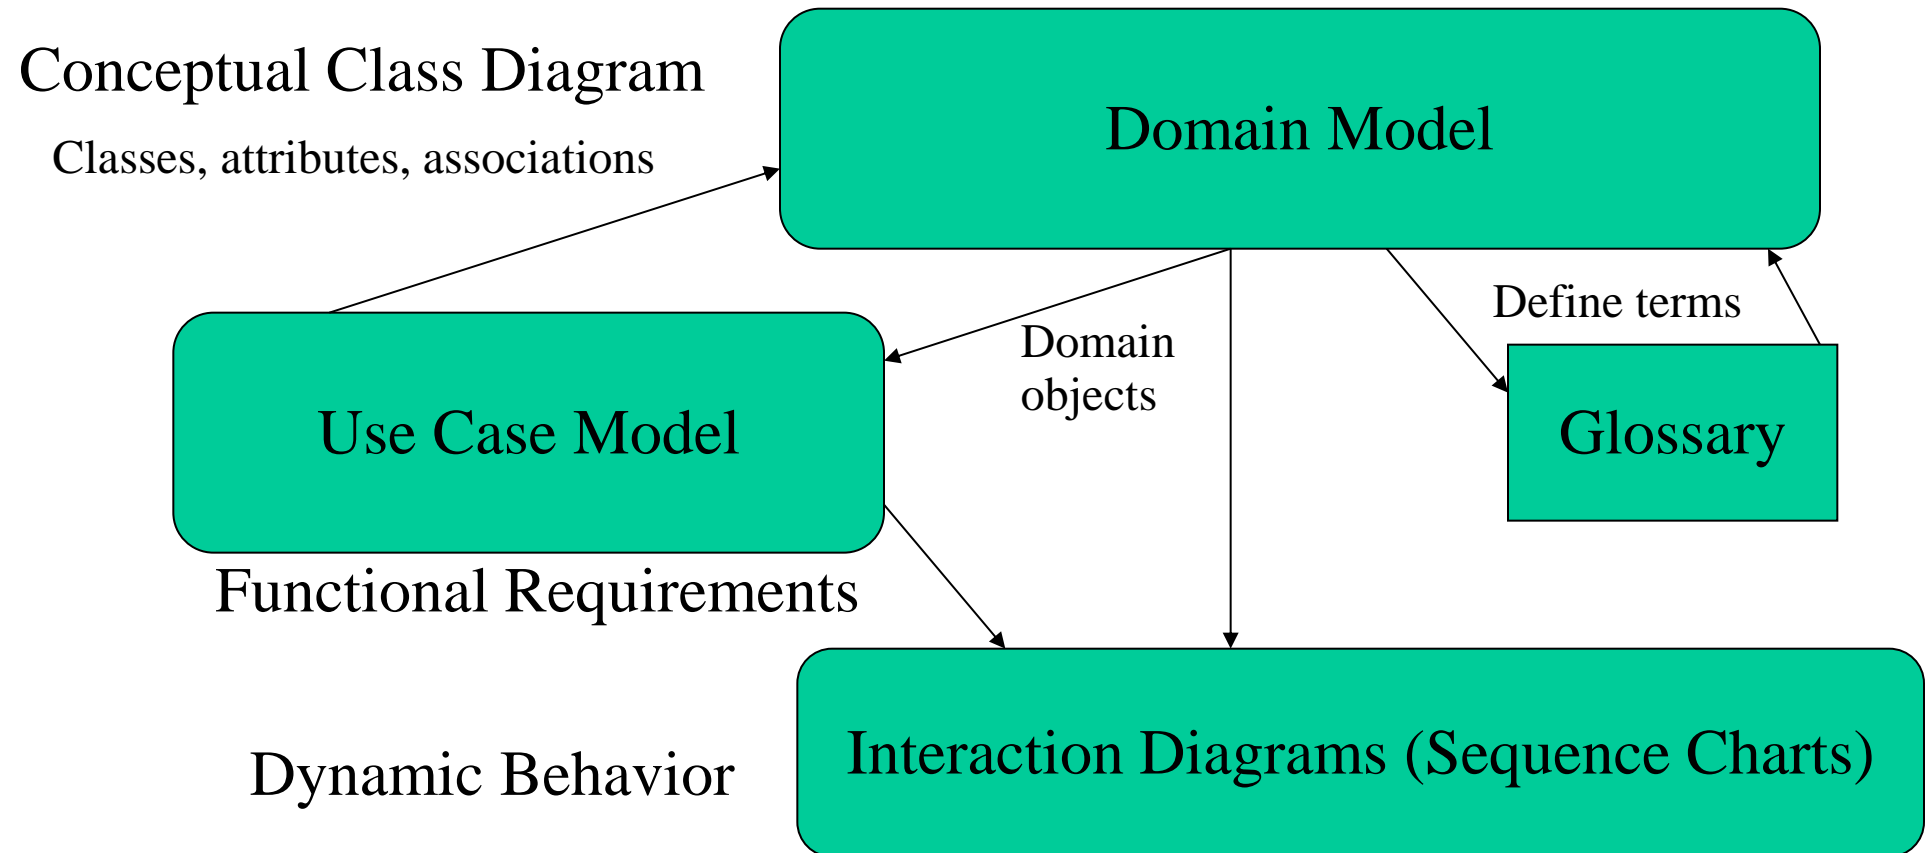 Conceptual Class Diagram
Classes, attributes, associations
Domain Model
Define terms
Domain
objects
Use Case Model
Glossary
Functional Requirements
Dynamic Behavior
Interaction Diagrams (Sequence Charts)